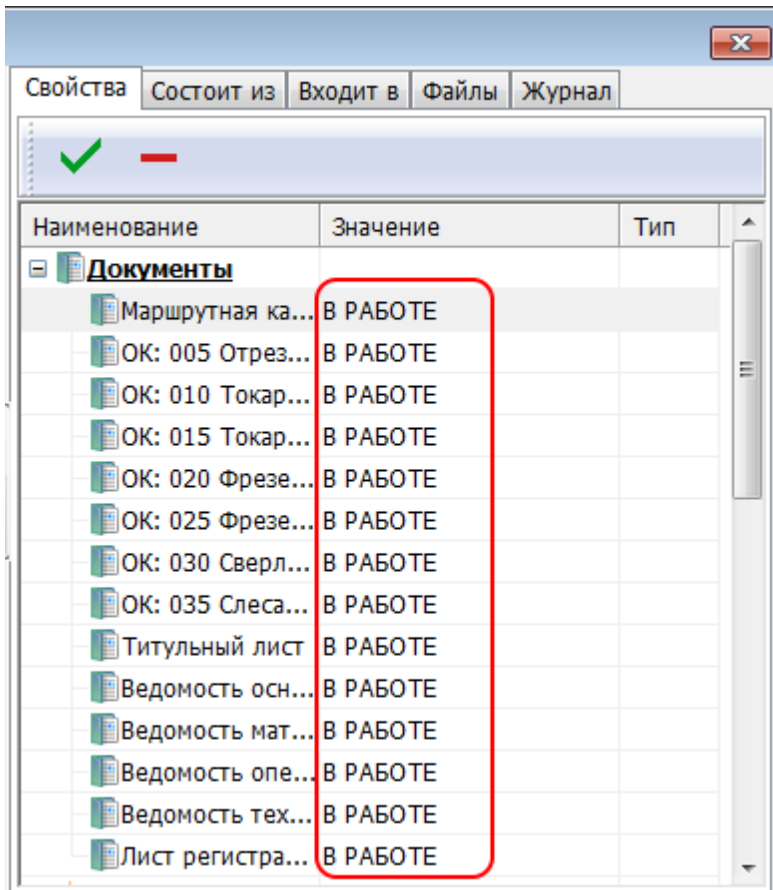 Свойства Состоит из Входит в Файлы Журнал
Наименование Значение Тип
Документы
Маршрутная ка... В РАБОТЕ
ОК: 005 Отрез... В РАБОТЕ
ОК: 010 Токар... В РАБОТЕ
ОК: 015 Токар... В РАБОТЕ
ОК: 020 Фрезе... В РАБОТЕ
ОК: 025 Фрезе... В РАБОТЕ
ОК: 030 Сверл... В РАБОТЕ
ОК: 035 Слеса... В РАБОТЕ
Титульный лист В РАБОТЕ
Ведомость осн... В РАБОТЕ
Ведомость мат... В РАБОТЕ
Ведомость опе... В РАБОТЕ
Ведомость тех... В РАБОТЕ
Лист регистра... В РАБОТЕ